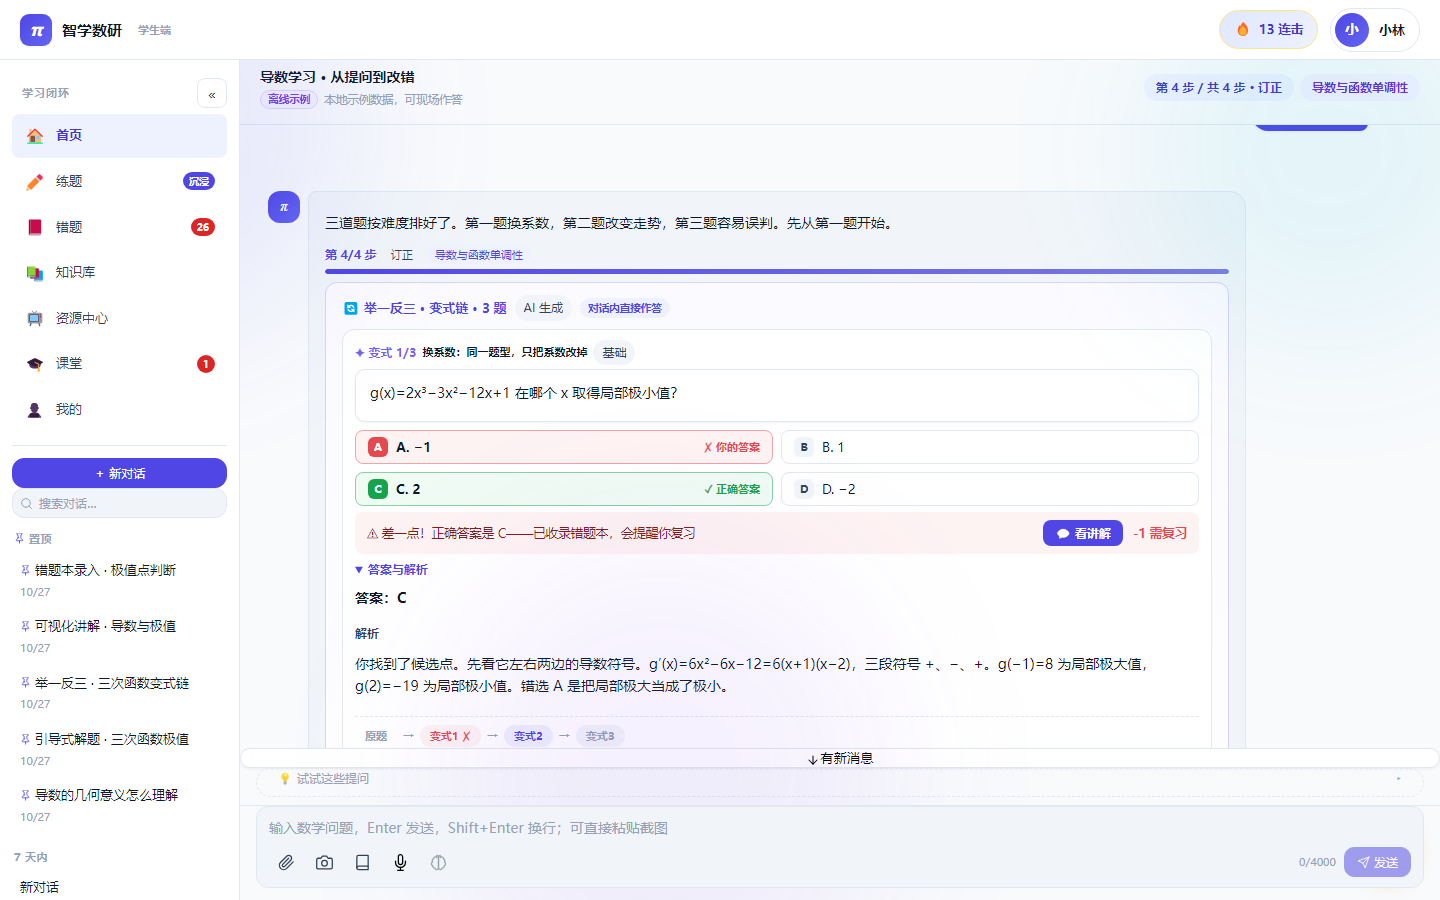 π 智学数研 学生端
13 连击
小 小林
学习闭环
«
首页
练题 沉浸
错题 26
知识库
资源中心
课堂 1
我的
+ 新对话
搜索对话...
置顶
错题本录入 · 极值点判断
10/27
可视化讲解 · 导数与极值
10/27
举一反三 · 三次函数变式链
10/27
引导式解题 · 三次函数极值
10/27
导数的几何意义怎么理解
10/27
7 天内
新对话
导数学习 • 从提问到改错
离线示例 本地示例数据，可现场作答
第 4 步 / 共 4 步 • 订正
导数与函数单调性
π
三道题按难度排好了。第一题换系数，第二题改变走势，第三题容易误判。先从第一题开始。
第 4/4 步 订正 导数与函数单调性
举一反三 • 变式链 • 3 题 AI 生成 对话内直接作答
✦ 变式 1/3 换系数：同一题型，只把系数改掉 基础
g(x)=2x³−3x²−12x+1 在哪个 x 取得局部极小值？
A A. −1 ✗ 你的答案
B B. 1
C C. 2 ✓ 正确答案
D D. −2
⚠ 差一点！正确答案是 C——已收录错题本，会提醒你复习
看讲解
-1 需复习
▼ 答案与解析
答案：C
解析
你找到了候选点。先看它左右两边的导数符号。g′(x)=6x²−6x−12=6(x+1)(x−2)，三段符号 +、−、+。g(−1)=8 为局部极大值，
g(2)=−19 为局部极小值。错选 A 是把局部极大当成了极小。
原题 → 变式1 ✗ → 变式2 → 变式3
↓有新消息
试试这些提问
输入数学问题，Enter 发送，Shift+Enter 换行；可直接粘贴截图
0/4000
发送